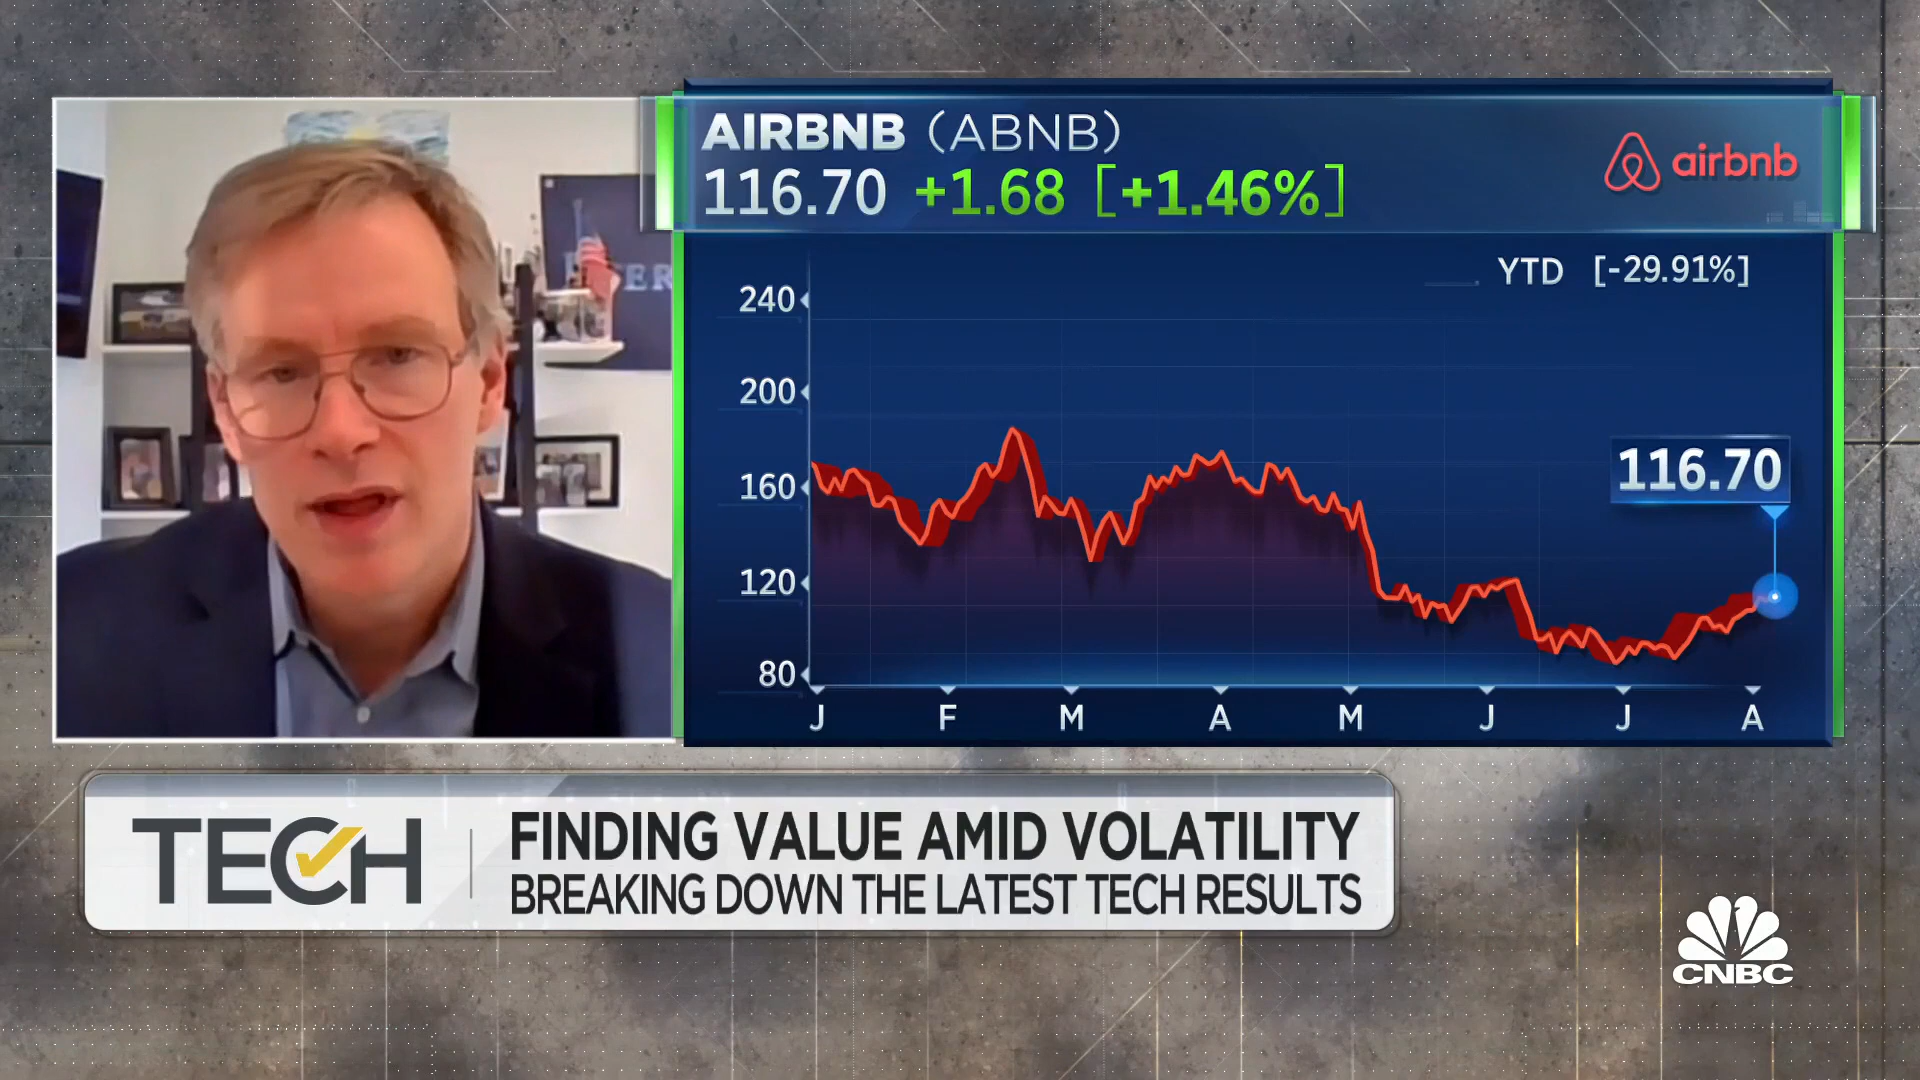 AIRBNB (ABNB)
116.70 +1.68 [+1.46%]
airbnb
YTD [-29.91%]
240
200
160
120
80
116.70
J F M A M J J A
TECH
FINDING VALUE AMID VOLATILITY
BREAKING DOWN THE LATEST TECH RESULTS
CNBC